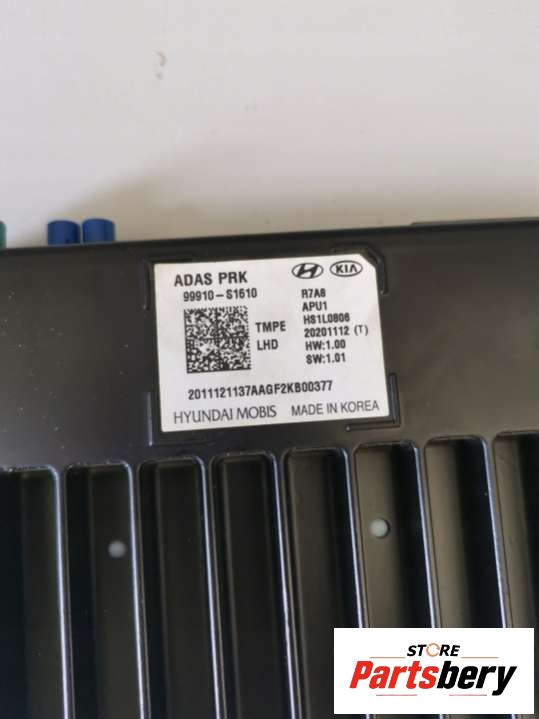 ADAS PRK
KIA
99910-S1610
R7A8
APU1
TMPE
HS1L0806
20201112 (T)
LHD
HW:1.00
SW:1.01
2011121137AAGF2KB00377
HYUNDAI MOBIS MADE IN KOREA
STORE
Partsbery